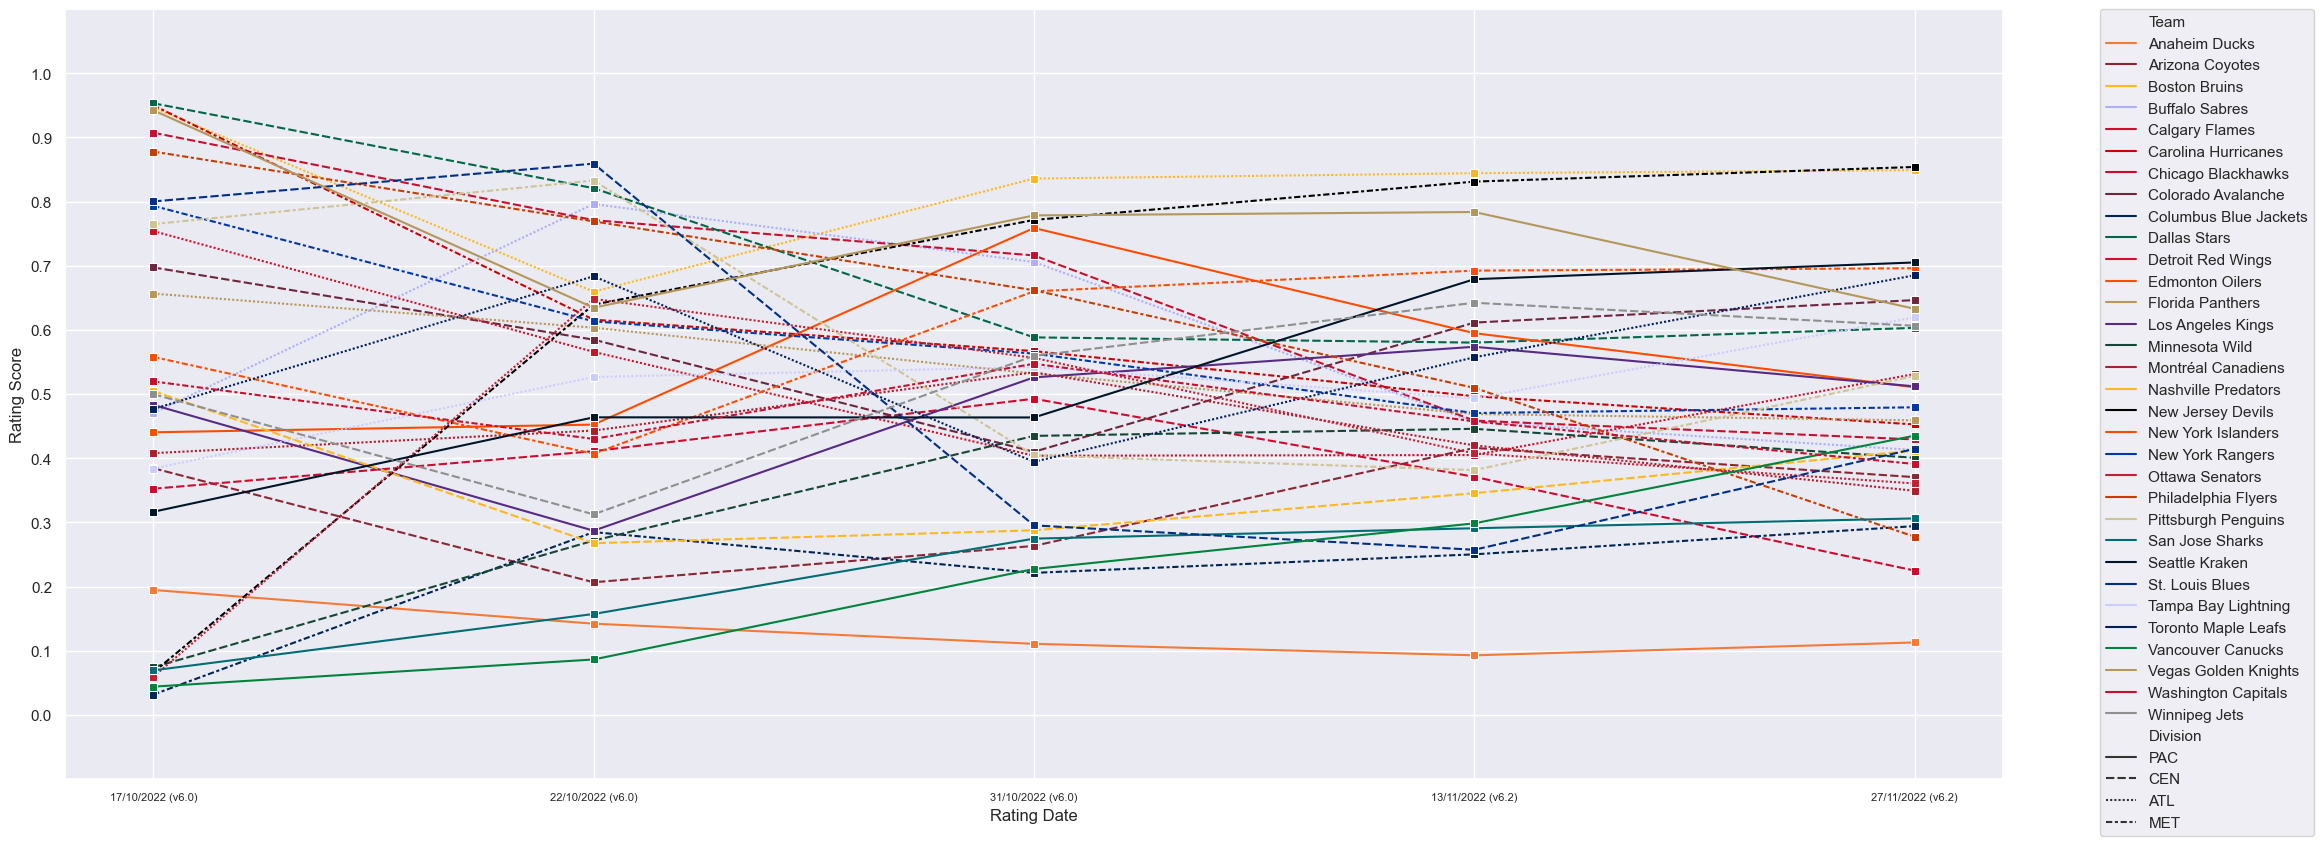 Rating Score
1.0
0.9
0.8
0.7
0.6
0.5
0.4
0.3
0.2
0.1
0.0
17/10/2022 (v6.0)
22/10/2022 (v6.0)
31/10/2022 (v6.0)
13/11/2022 (v6.2)
27/11/2022 (v6.2)
Rating Date
Team
Anaheim Ducks
Arizona Coyotes
Boston Bruins
Buffalo Sabres
Calgary Flames
Carolina Hurricanes
Chicago Blackhawks
Colorado Avalanche
Columbus Blue Jackets
Dallas Stars
Detroit Red Wings
Edmonton Oilers
Florida Panthers
Los Angeles Kings
Minnesota Wild
Montréal Canadiens
Nashville Predators
New Jersey Devils
New York Islanders
New York Rangers
Ottawa Senators
Philadelphia Flyers
Pittsburgh Penguins
San Jose Sharks
Seattle Kraken
St. Louis Blues
Tampa Bay Lightning
Toronto Maple Leafs
Vancouver Canucks
Vegas Golden Knights
Washington Capitals
Winnipeg Jets
Division
PAC
CEN
ATL
MET